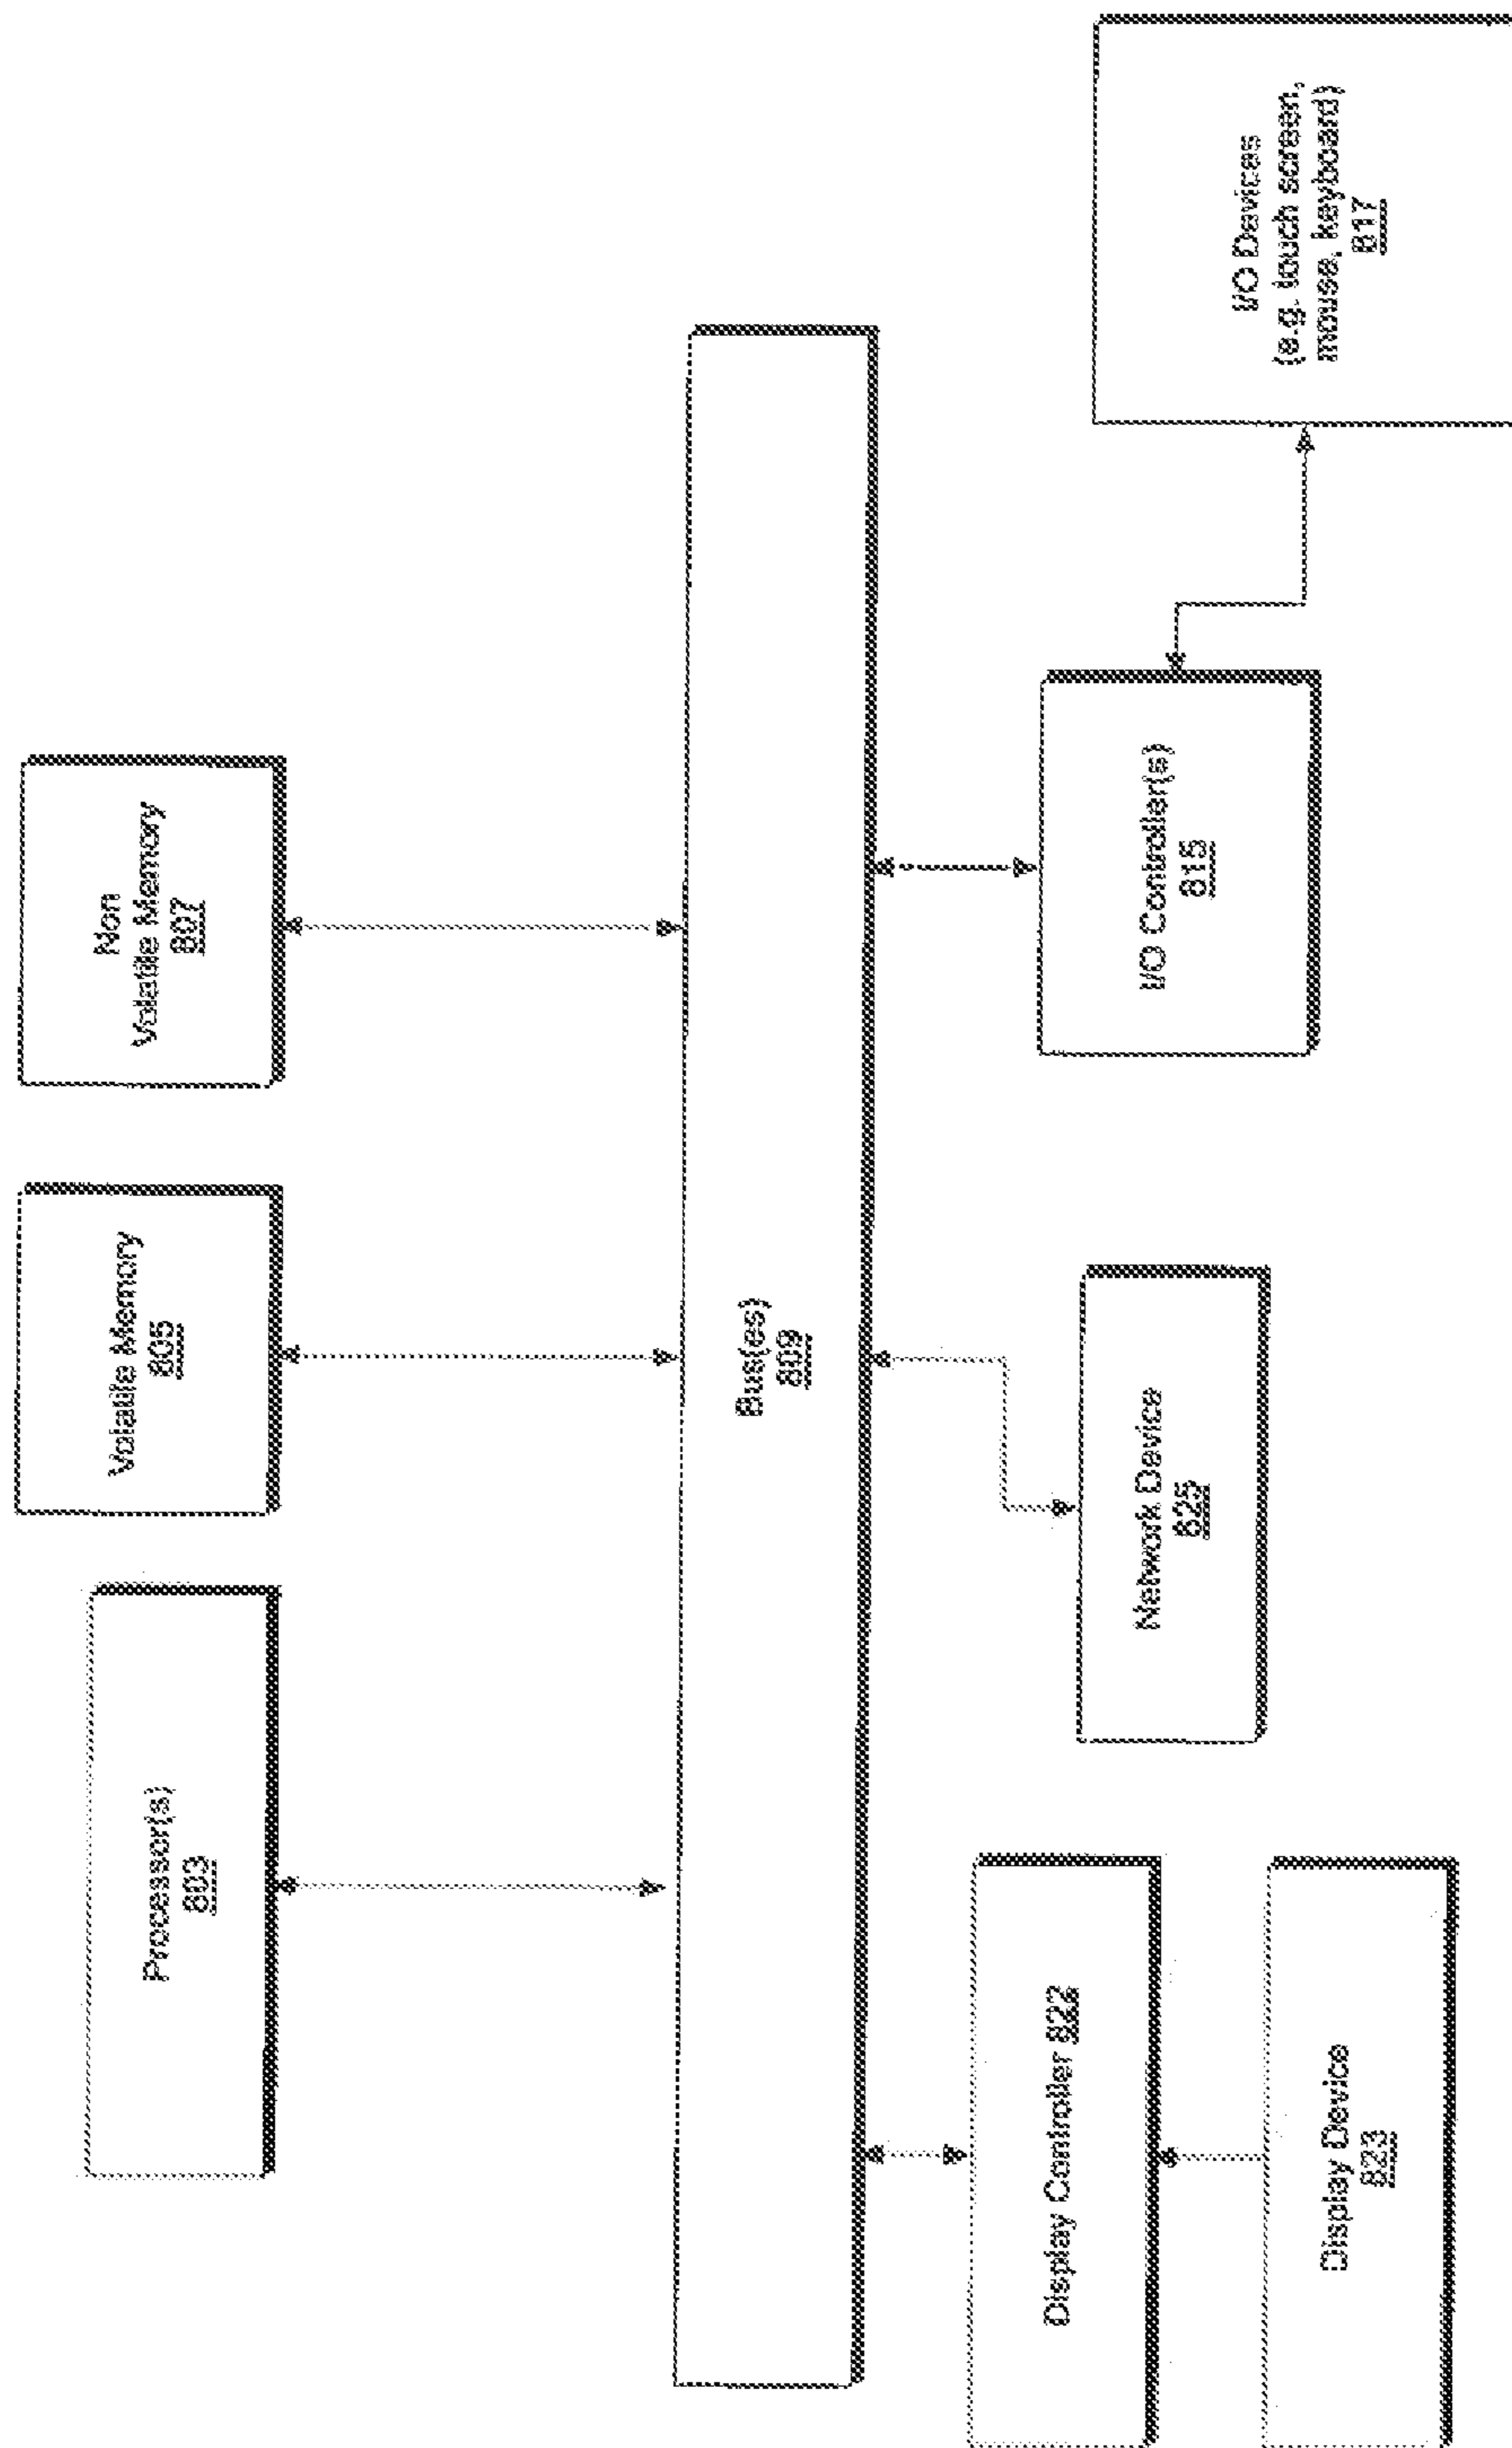 Processor(s)
803
Volatile Memory
805
Non
Volatile Memory
807
Bus(es)
809
Display Controller 822
Display Device
823
Network Device
825
I/O Controller(s)
815
I/O Devices
(e.g. touch screen,
mouse, keyboard)
817